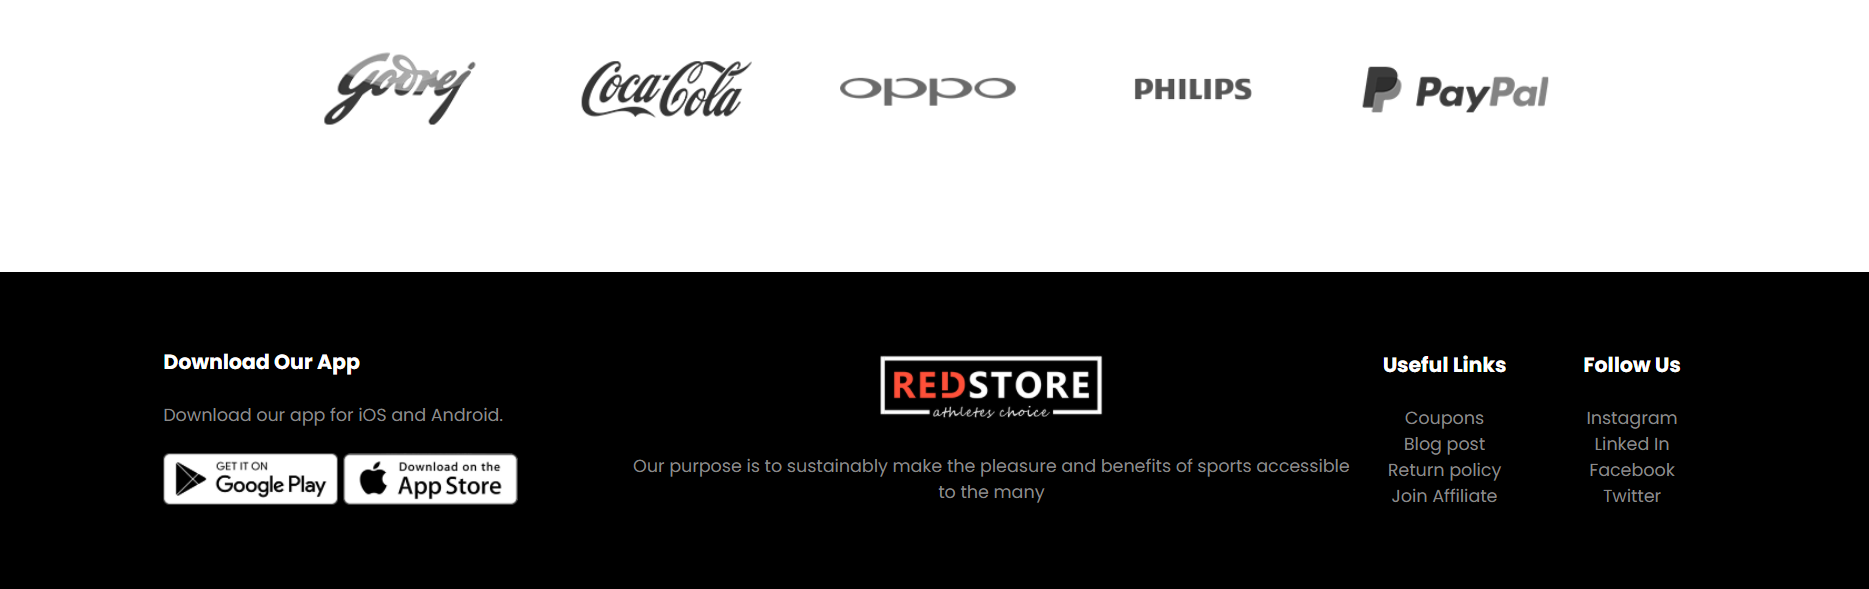 Godrej
Coca-Cola
oppo
PHILIPS
PayPal
Download Our App
Download our app for iOS and Android.
GET IT ON
Google Play
Download on the
App Store
REDSTORE
athletes choice
Our purpose is to sustainably make the pleasure and benefits of sports accessible
to the many
Useful Links
Coupons
Blog post
Return policy
Join Affiliate
Follow Us
Instagram
Linked In
Facebook
Twitter